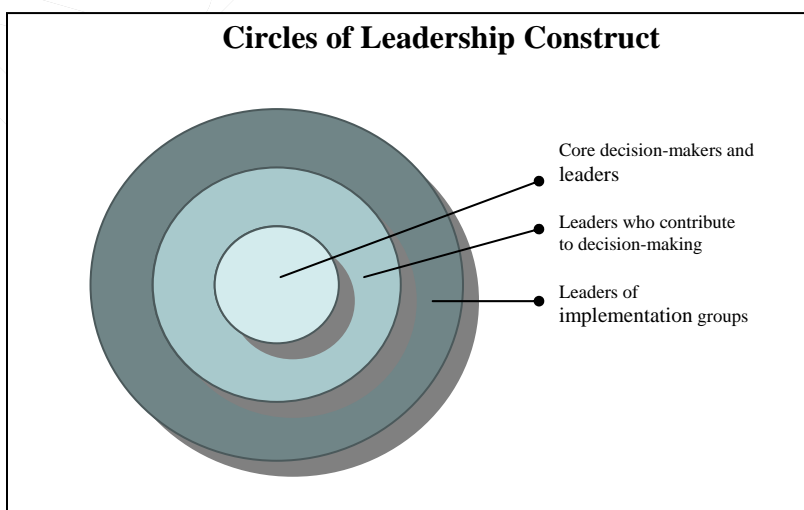 Circles of Leadership Construct
Core decision-makers and
leaders
Leaders who contribute
to decision-making
Leaders of
implementation groups